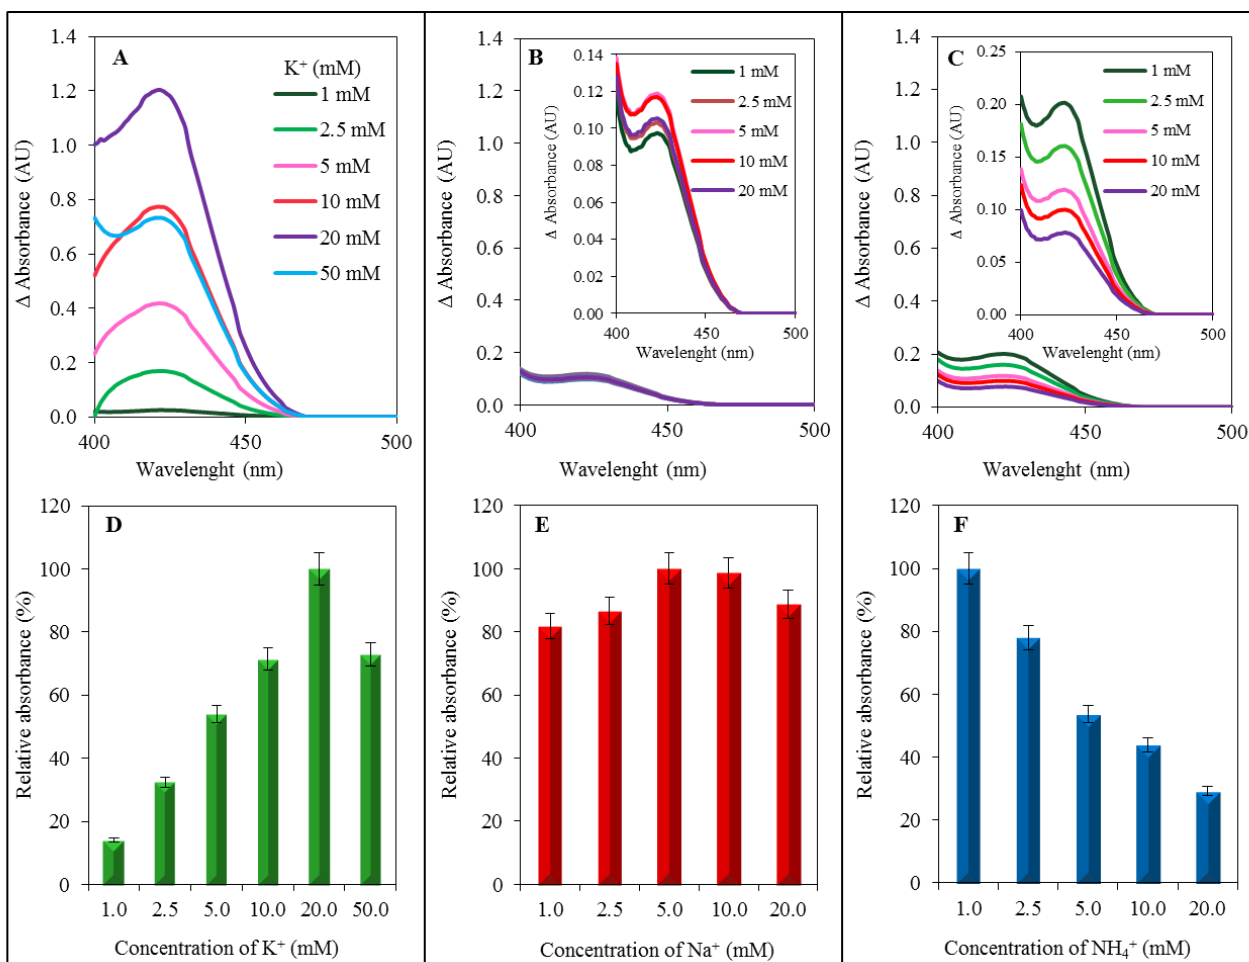 A
K⁺ (mM)
1 mM
2.5 mM
5 mM
10 mM
20 mM
50 mM
1.4
1.2
1.0
0.8
0.6
0.4
0.2
0.0
400
450
500
Δ Absorbance (AU)
Wavelenght (nm)
B
1.4
1.2
1.0
0.8
0.6
0.4
0.2
0.0
400
450
500
Δ Absorbance (AU)
Wavelenght (nm)
0.14
0.12
0.10
0.08
0.06
0.04
0.02
0.00
400
450
500
Δ Absorbance (AU)
Wavelenght (nm)
1 mM
2.5 mM
5 mM
10 mM
20 mM
C
1.4
1.2
1.0
0.8
0.6
0.4
0.2
0.0
400
450
500
Δ Absorbance (AU)
Wavelenght (nm)
0.25
0.20
0.15
0.10
0.05
0.00
400
450
500
Δ Absorbance (AU)
Wavelenght (nm)
1 mM
2.5 mM
5 mM
10 mM
20 mM
D
120
100
80
60
40
20
0
Relative absorbance (%)
1.0 2.5 5.0 10.0 20.0 50.0
Concentration of K⁺ (mM)
E
120
100
80
60
40
20
0
Relative absorbance (%)
1.0 2.5 5.0 10.0 20.0
Concentration of Na⁺ (mM)
F
120
100
80
60
40
20
0
Relative absorbance (%)
1.0 2.5 5.0 10.0 20.0
Concentration of NH₄⁺ (mM)